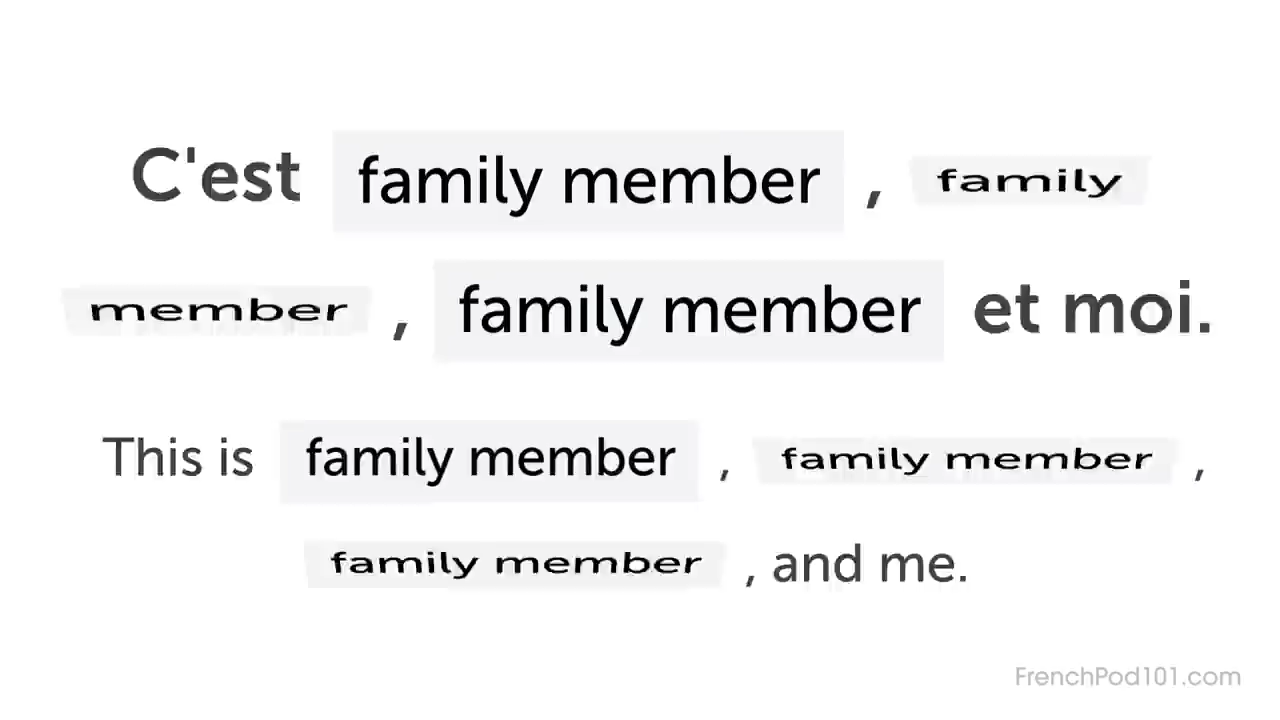 C'est family member , family
member , family member et moi.
This is family member , family member ,
family member , and me.
FrenchPod101.com